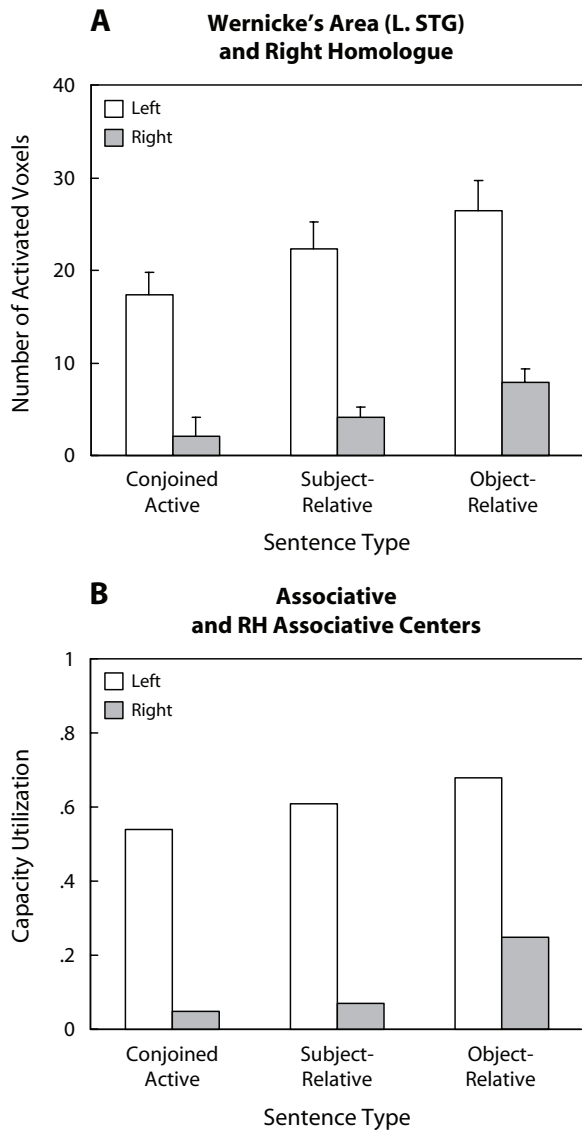 A
Wernicke’s Area (L. STG)
and Right Homologue
Number of Activated Voxels
40
30
20
10
0
Left
Right
Conjoined
Active
Subject-
Relative
Object-
Relative
Sentence Type
B
Associative
and RH Associative Centers
Capacity Utilization
1
.8
.6
.4
.2
0
Left
Right
Conjoined
Active
Subject-
Relative
Object-
Relative
Sentence Type